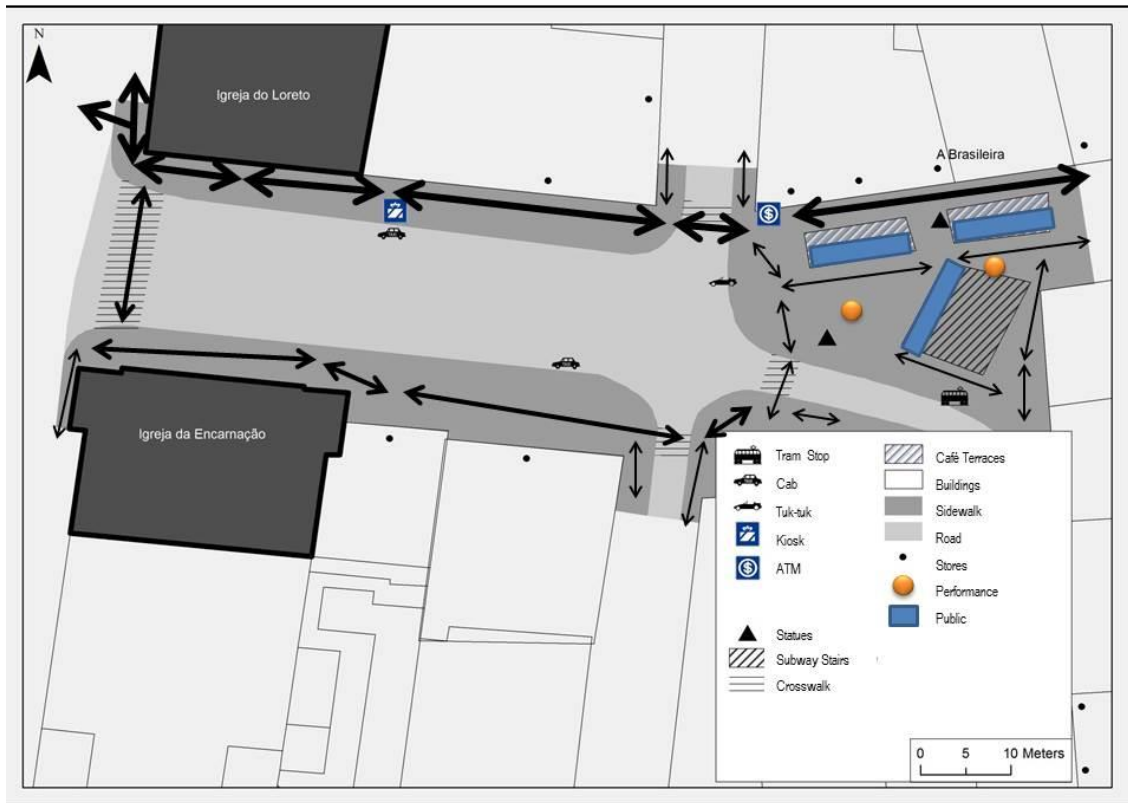 N
Igreja do Loreto
A Brasileira
Igreja da Encarnação
Tram Stop
Cab
Tuk-tuk
Kiosk
ATM
Statues
Subway Stairs
Crosswalk
Café Terraces
Buildings
Sidewalk
Road
Stores
Performance
Public
0 5 10 Meters